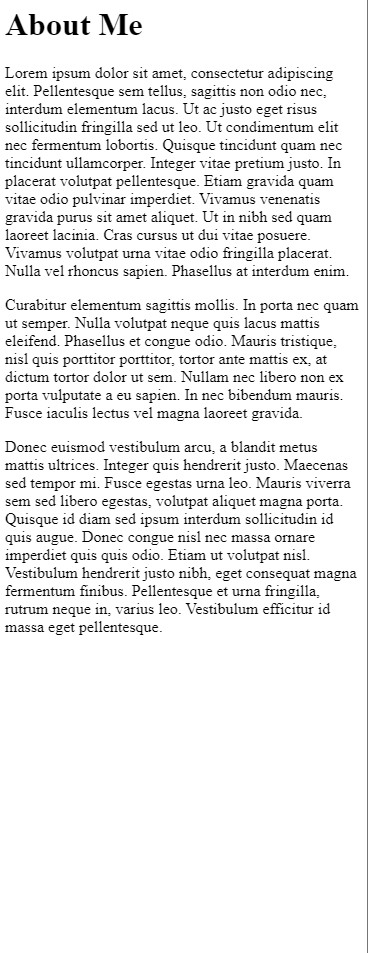 About Me
Lorem ipsum dolor sit amet, consectetur adipiscing
elit. Pellentesque sem tellus, sagittis non odio nec,
interdum elementum lacus. Ut ac justo eget risus
sollicitudin fringilla sed ut leo. Ut condimentum elit
nec fermentum lobortis. Quisque tincidunt quam nec
tincidunt ullamcorper. Integer vitae pretium justo. In
placerat volutpat pellentesque. Etiam gravida quam
vitae odio pulvinar imperdiet. Vivamus venenatis
gravida purus sit amet aliquet. Ut in nibh sed quam
laoreet lacinia. Cras cursus ut dui vitae posuere.
Vivamus volutpat urna vitae odio fringilla placerat.
Nulla vel rhoncus sapien. Phasellus at interdum enim.
Curabitur elementum sagittis mollis. In porta nec quam
ut semper. Nulla volutpat neque quis lacus mattis
eleifend. Phasellus et congue odio. Mauris tristique,
nisl quis porttitor porttitor, tortor ante mattis ex, at
dictum tortor dolor ut sem. Nullam nec libero non ex
porta vulputate a eu sapien. In nec bibendum mauris.
Fusce iaculis lectus vel magna laoreet gravida.
Donec euismod vestibulum arcu, a blandit metus
mattis ultrices. Integer quis hendrerit justo. Maecenas
sed tempor mi. Fusce egestas urna leo. Mauris viverra
sem sed libero egestas, volutpat aliquet magna porta.
Quisque id diam sed ipsum interdum sollicitudin id
quis augue. Donec congue nisl nec massa ornare
imperdiet quis quis odio. Etiam ut volutpat nisl.
Vestibulum hendrerit justo nibh, eget consequat magna
fermentum finibus. Pellentesque et urna fringilla,
rutrum neque in, varius leo. Vestibulum efficitur id
massa eget pellentesque.